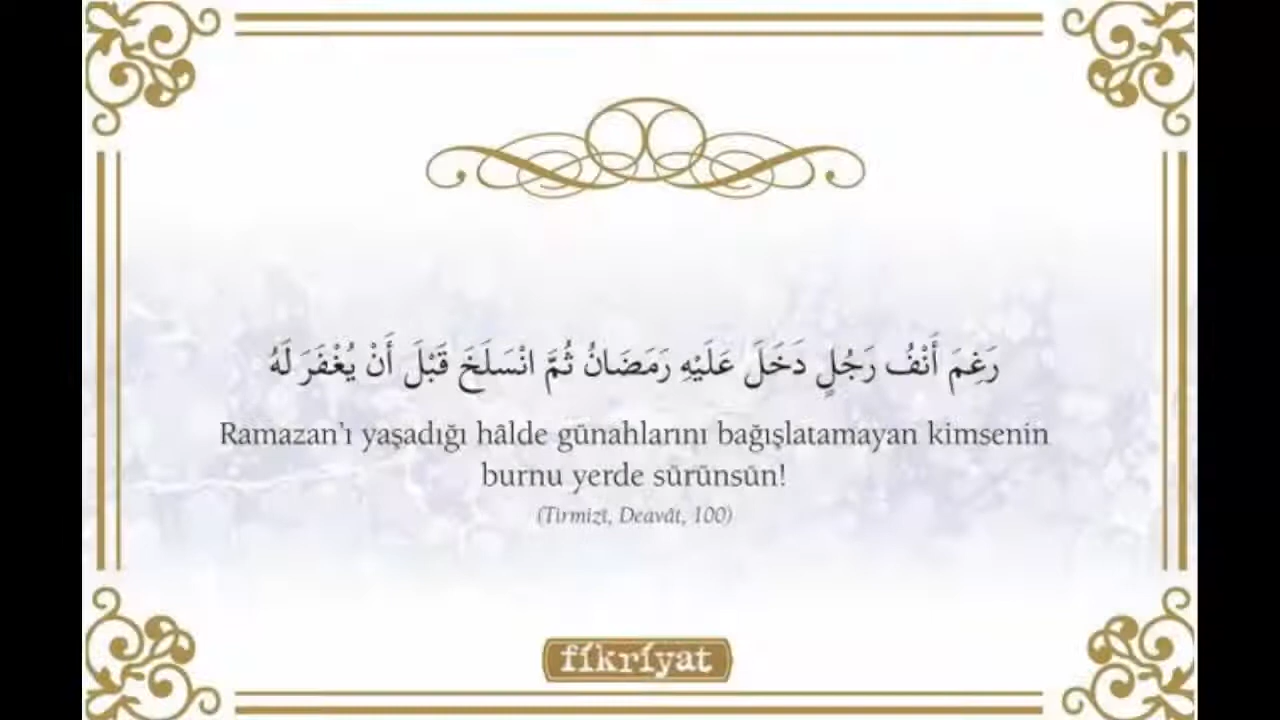 رَغِمَ أَنْفُ رَجُلٍ دَخَلَ عَلَيْهِ رَمَضَانُ ثُمَّ انْسَلَخَ قَبْلَ أَنْ يُغْفَرَ لَهُ
Ramazan'ı yaşadığı hâlde günahlarını bağışlatamayan kimsenin
burnu yerde sürünsün!
(Tirmizî, Deavât, 100)
fikriyat